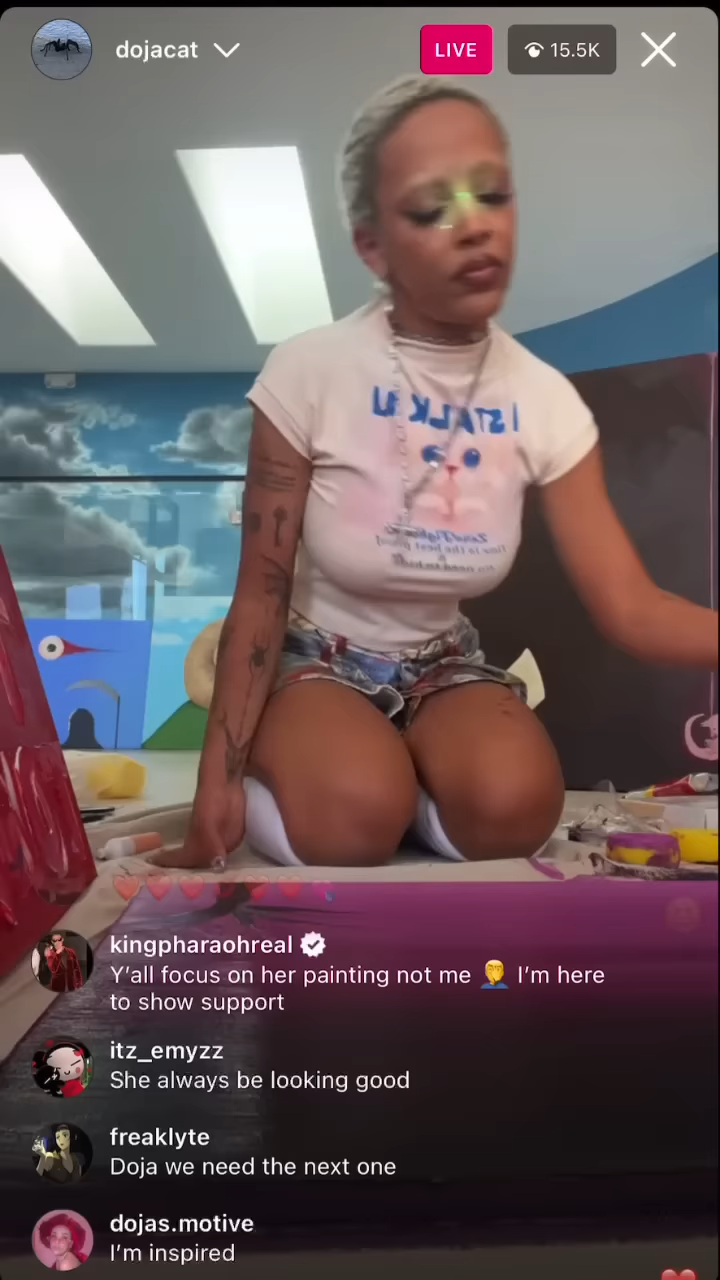 dojacat
LIVE
15.5K
I STALK U
kingpharaohreal
Y'all focus on her painting not me 🤦‍♂️ I'm here
to show support
itz_emyzz
She always be looking good
freaklyte
Doja we need the next one
dojas.motive
I'm inspired